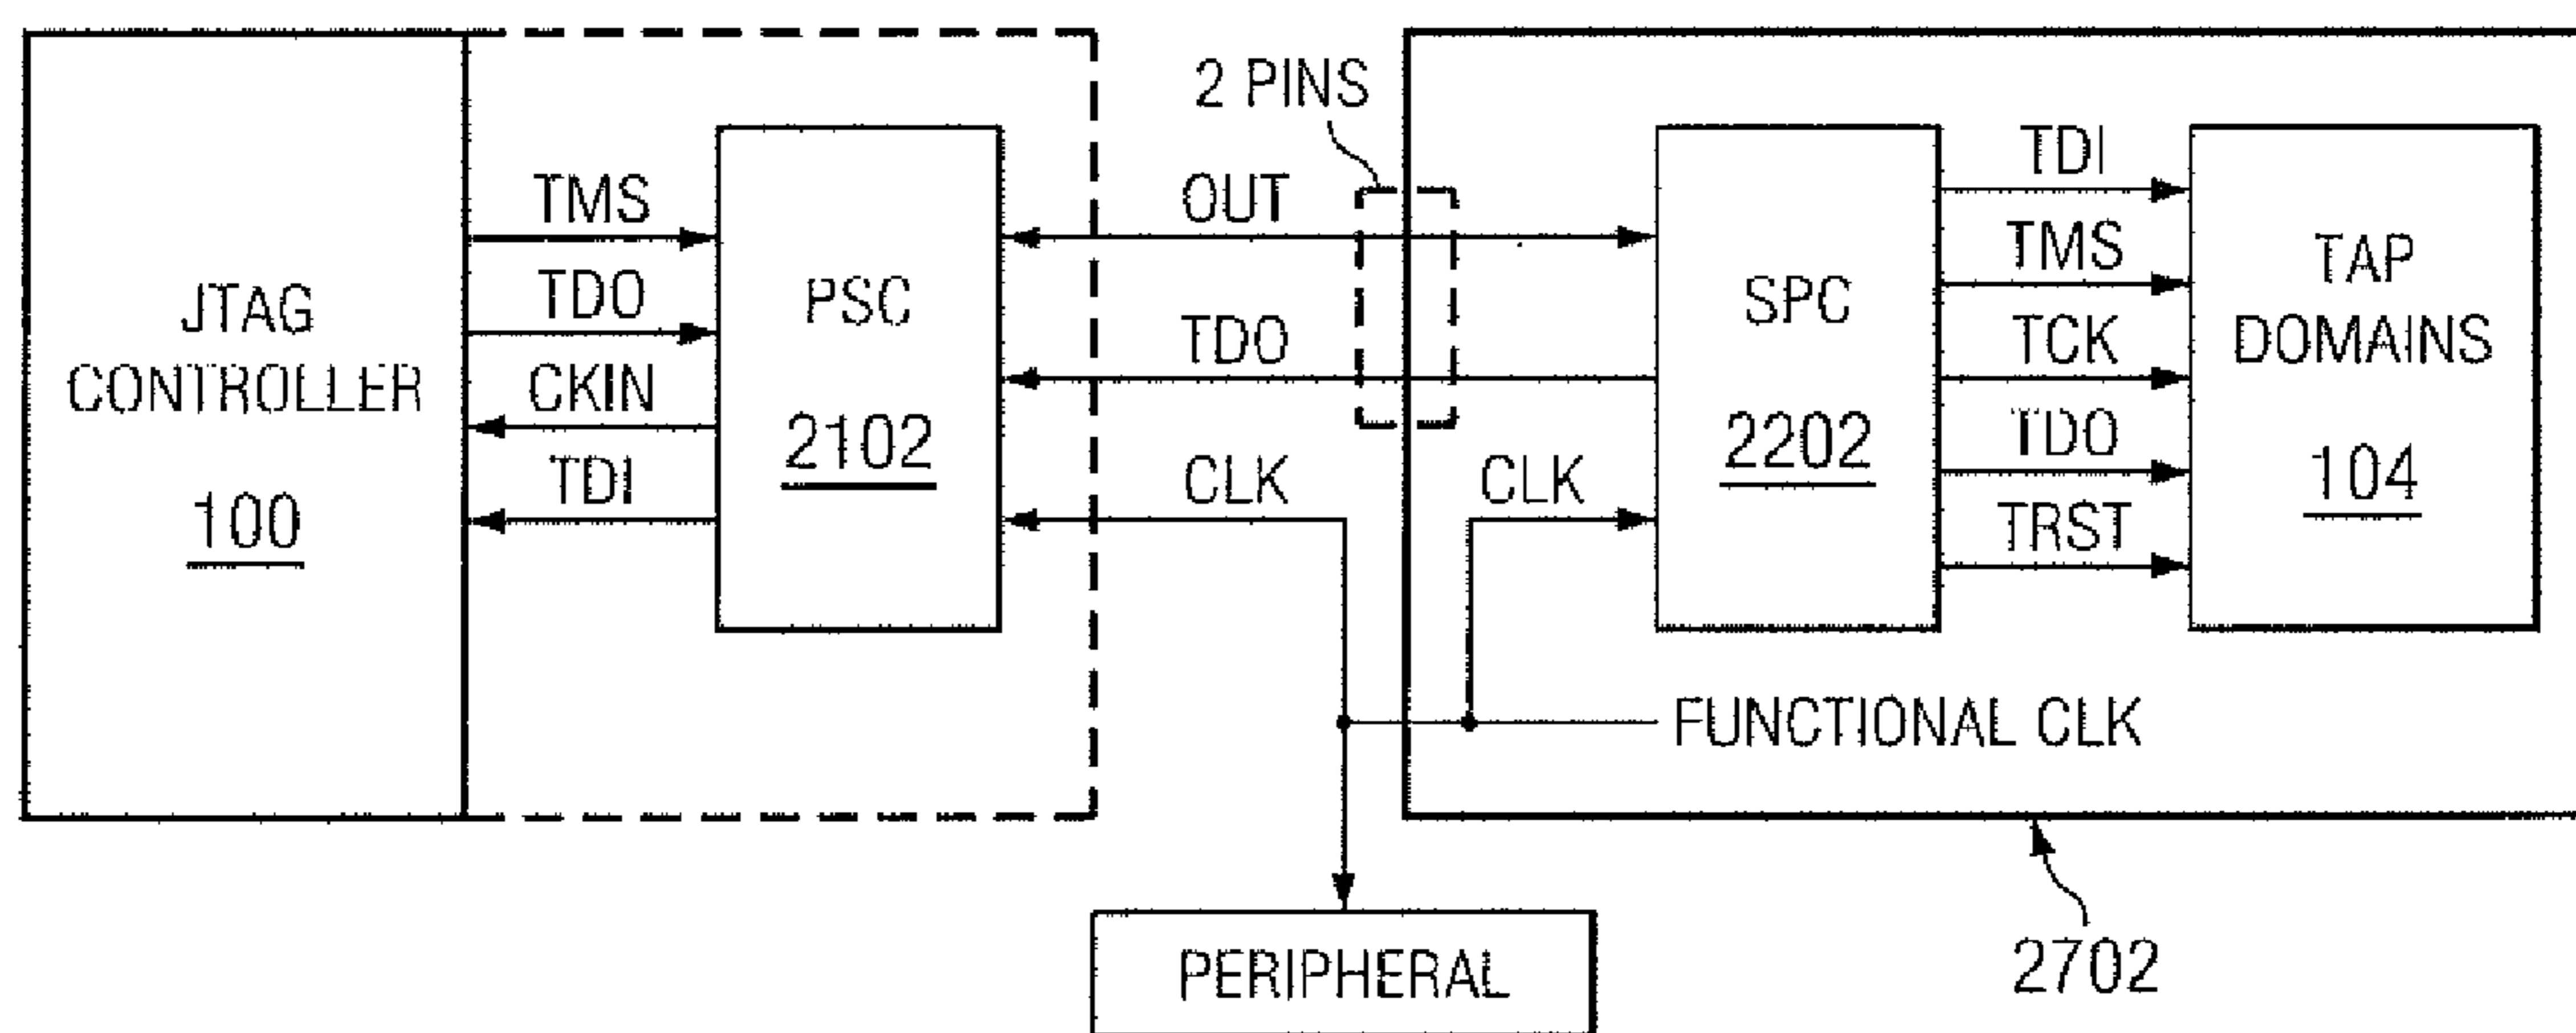 JTAG
CONTROLLER
100
TMS
TDO
CKIN
TDI
PSC
2102
2 PINS
OUT
TDO
CLK
CLK
SPC
2202
TDI
TMS
TCK
TDO
TRST
TAP
DOMAINS
104
FUNCTIONAL CLK
PERIPHERAL
2702